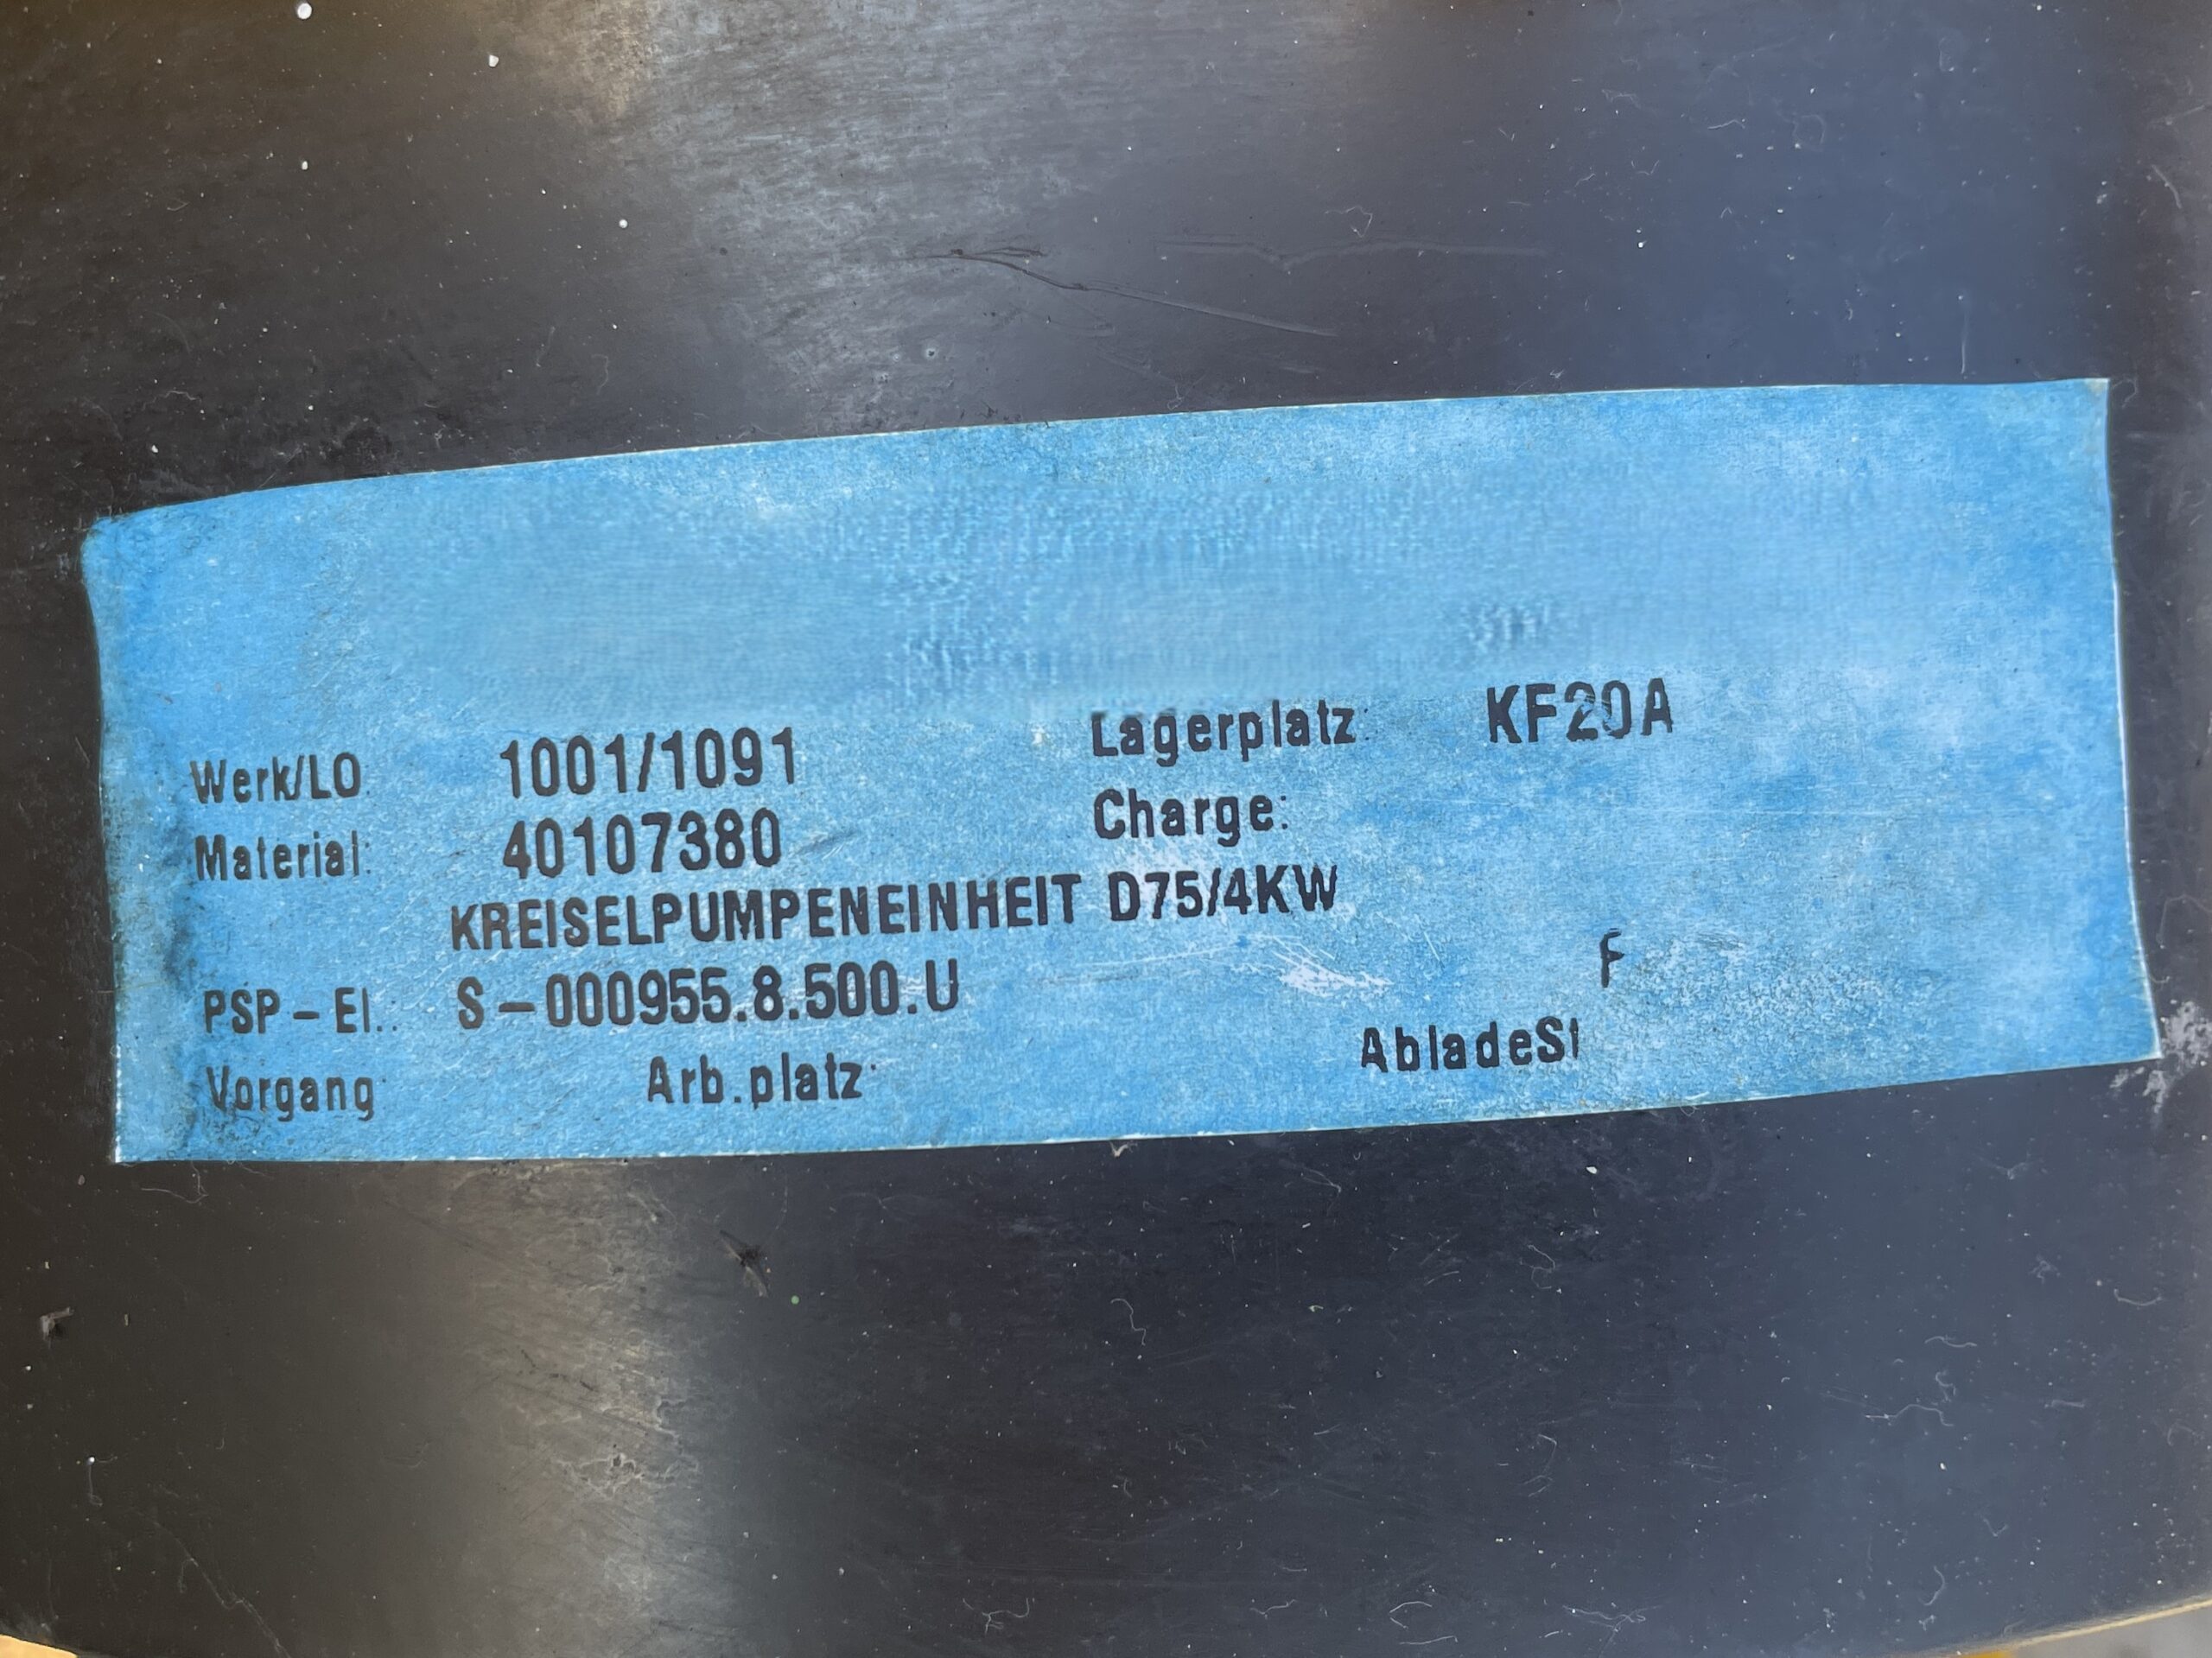 Werk/LO: 1001/1091 Lagerplatz: KF20A
Material: 40107380 Charge:
KREISELPUMPENEINHEIT D75/4KW
PSP-El.: S-000955.8.500.U F
Vorgang Arb.platz: AbladeSt